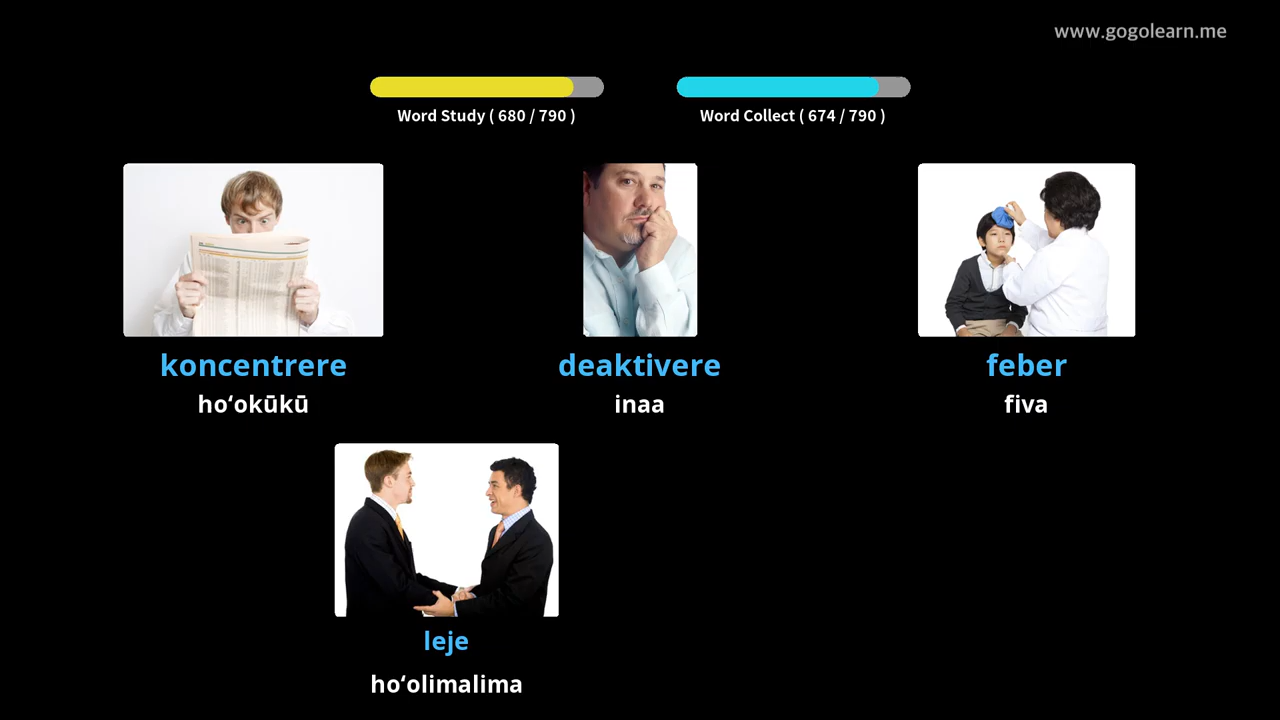 www.gogolearn.me
Word Study ( 680 / 790 )
Word Collect ( 674 / 790 )
koncentrere
hoʻokūkū
deaktivere
inaa
feber
fiva
leje
hoʻolimalima